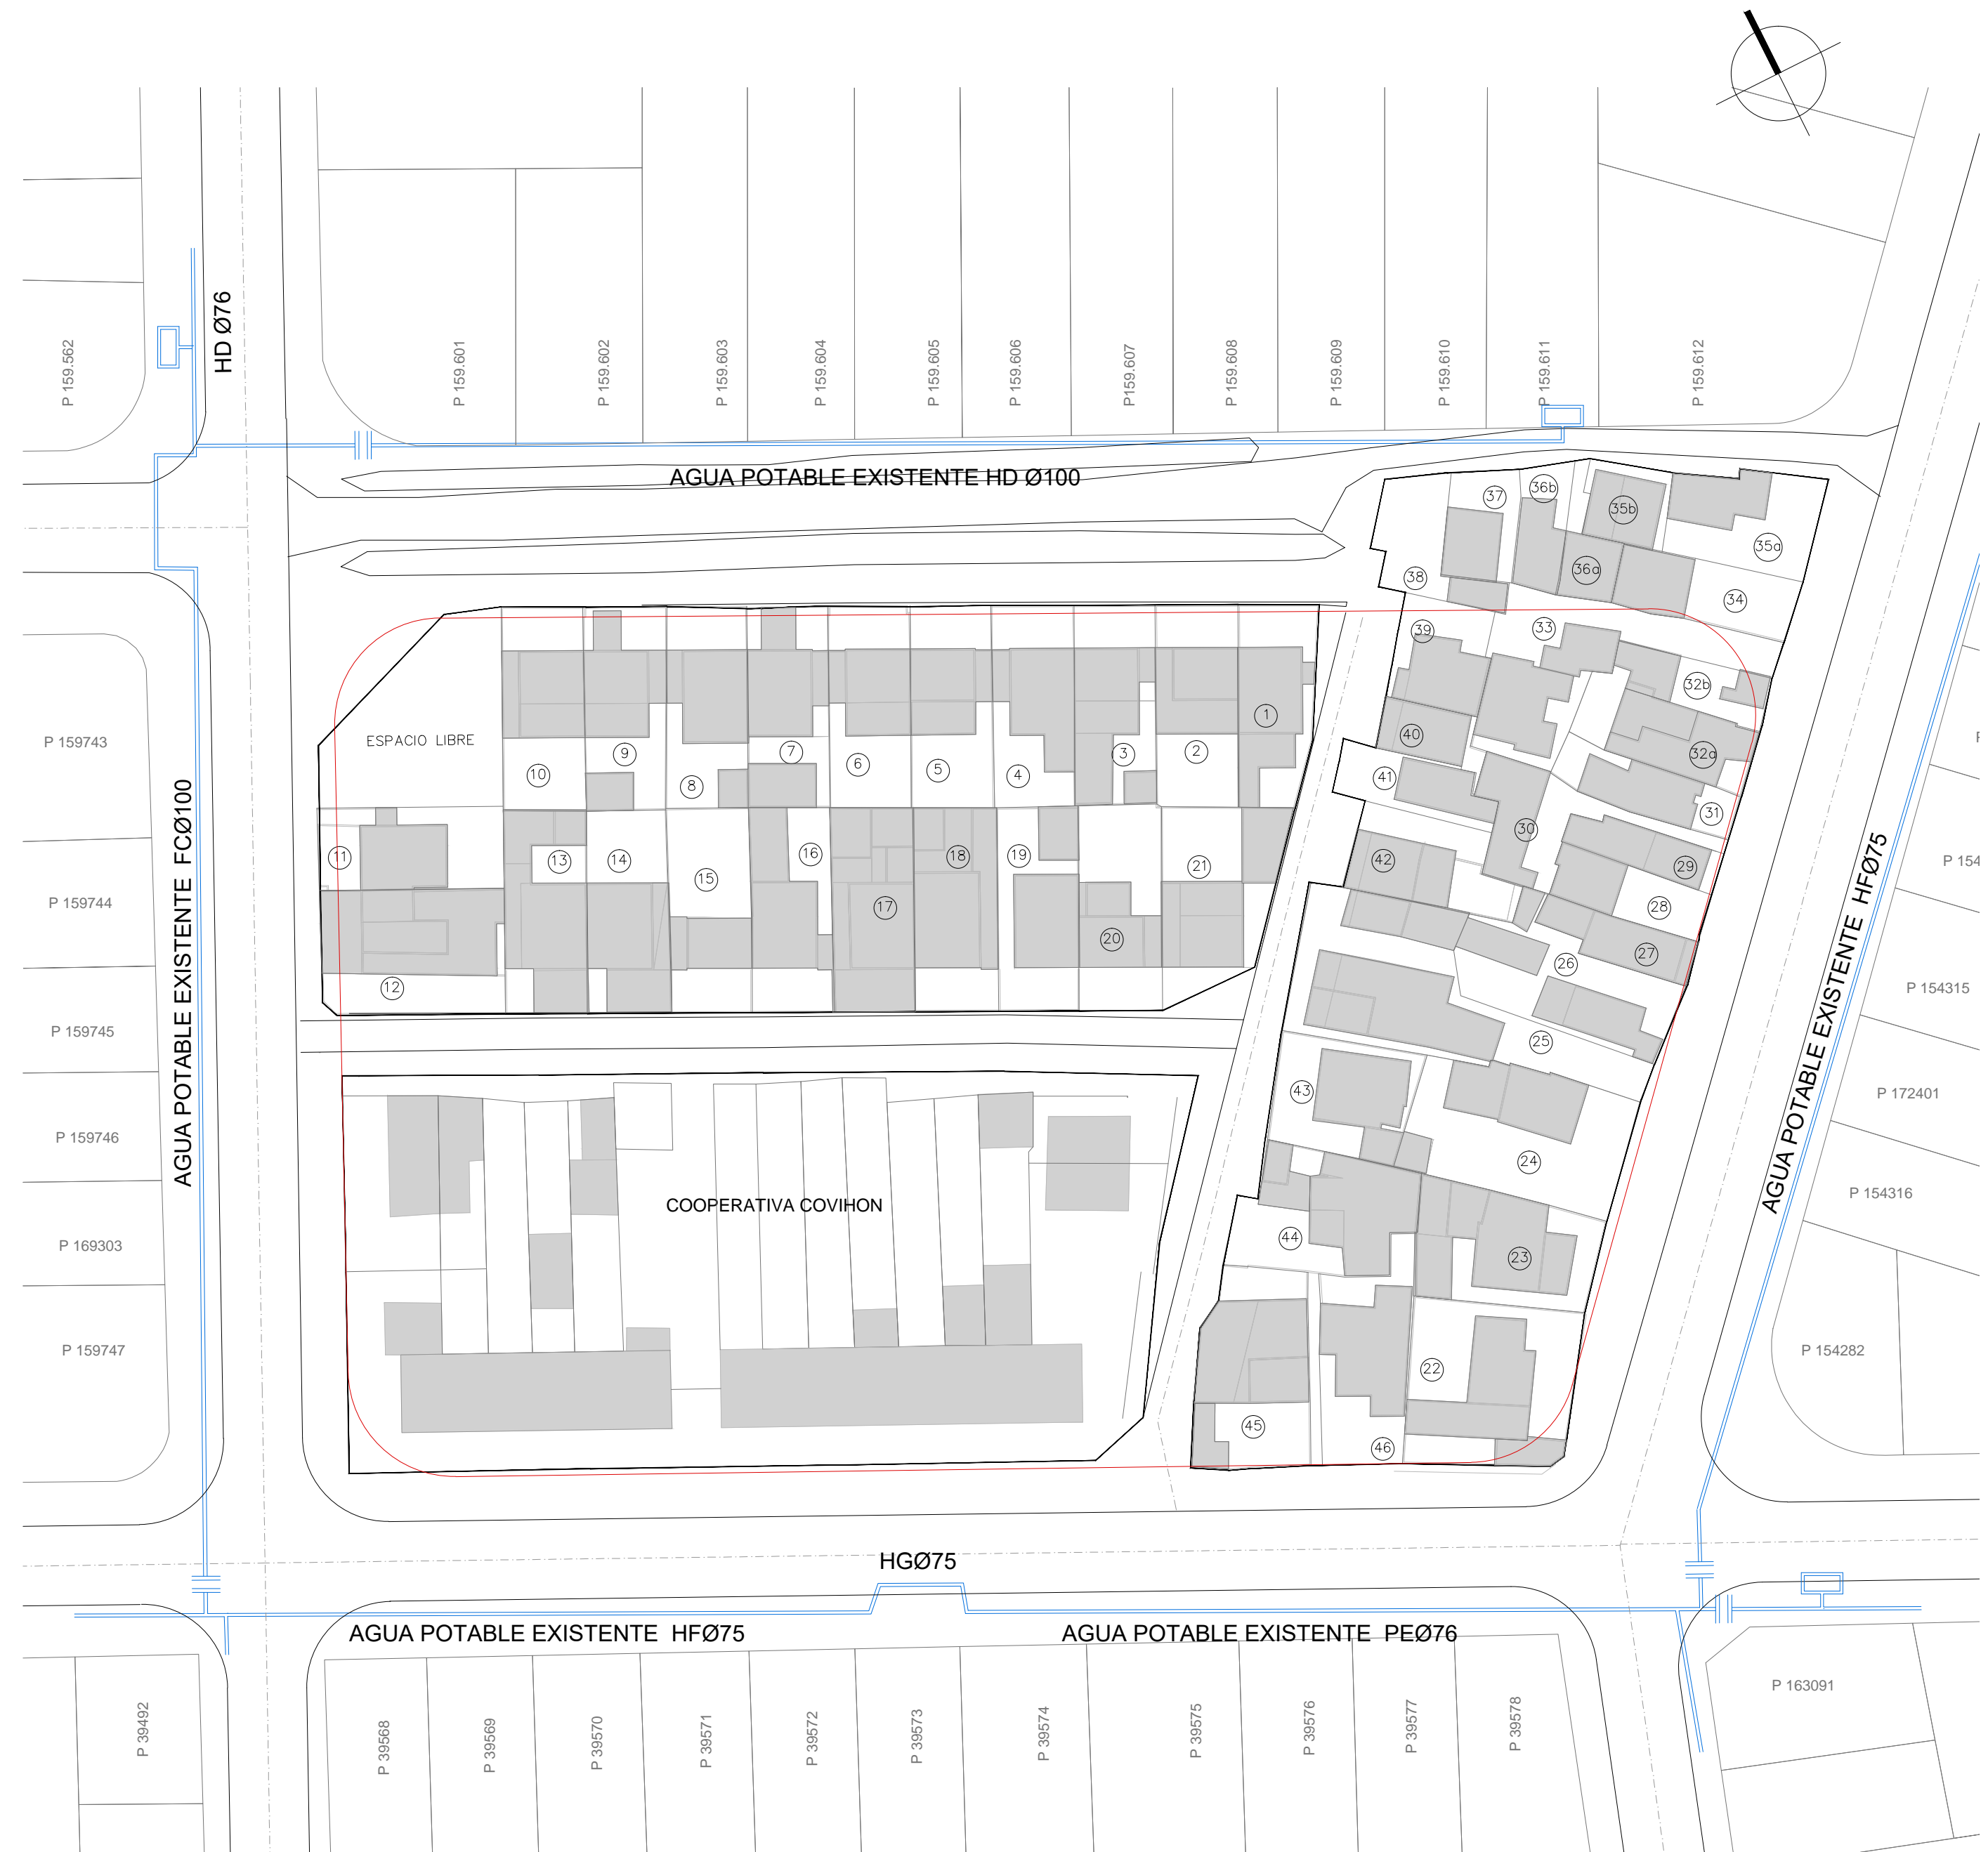 HD Ø76
P 159.562
P 159.601
P 159.602
P 159.603
P 159.604
P 159.605
P 159.606
P159.607
P 159.608
P 159.609
P 159.610
P 159.611
P 159.612
AGUA POTABLE EXISTENTE HD Ø100
37
36b
35b
35a
36a
38
34
39
33
32b
40
32a
41
31
30
42
29
28
27
26
25
43
24
44
23
22
45
46
1
2
3
4
5
6
7
8
9
10
ESPACIO LIBRE
11
12
13
14
15
16
17
18
19
20
21
COOPERATIVA COVIHON
AGUA POTABLE EXISTENTE FCØ100
P 159743
P 159744
P 159745
P 159746
P 169303
P 159747
AGUA POTABLE EXISTENTE HFØ75
P 154
P 154315
P 172401
P 154316
P 154282
HGØ75
AGUA POTABLE EXISTENTE HFØ75
AGUA POTABLE EXISTENTE PEØ76
P 39492
P 39568
P 39569
P 39570
P 39571
P 39572
P 39573
P 39574
P 39575
P 39576
P 39577
P 39578
P 163091